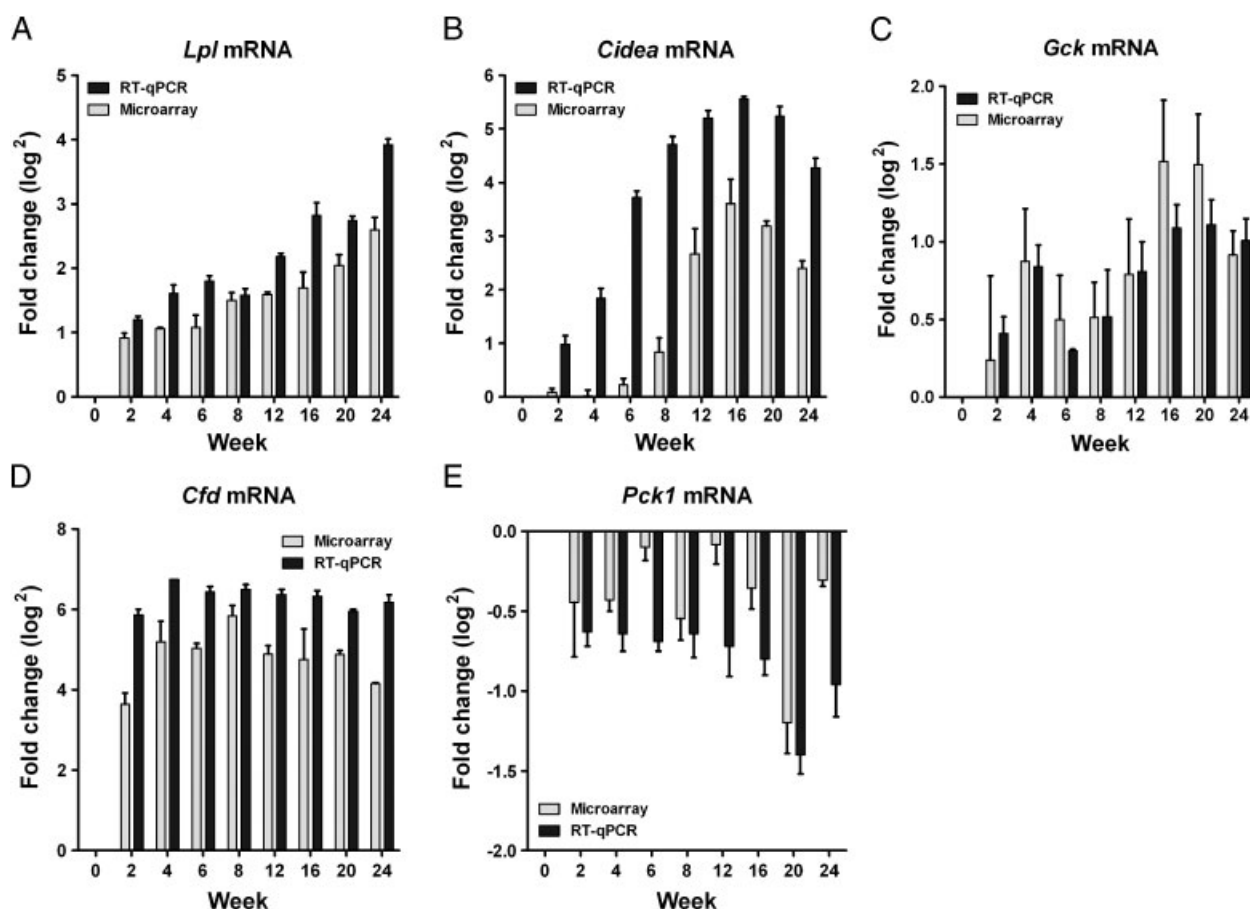 A
Lpl mRNA
RT-qPCR
Microarray
Fold change (log²)
5
4
3
2
1
0
0 2 4 6 8 12 16 20 24
Week
B
Cidea mRNA
RT-qPCR
Microarray
Fold change (log²)
6
5
4
3
2
1
0
0 2 4 6 8 12 16 20 24
Week
C
Gck mRNA
RT-qPCR
Microarray
Fold change (log²)
2.0
1.5
1.0
0.5
0.0
0 2 4 6 8 12 16 20 24
Week
D
Cfd mRNA
Microarray
RT-qPCR
Fold change (log²)
8
6
4
2
0
0 2 4 6 8 12 16 20 24
Week
E
Pck1 mRNA
Fold change (log²)
0.0
-0.5
-1.0
-1.5
-2.0
Microarray
RT-qPCR
0 2 4 6 8 12 16 20 24
Week